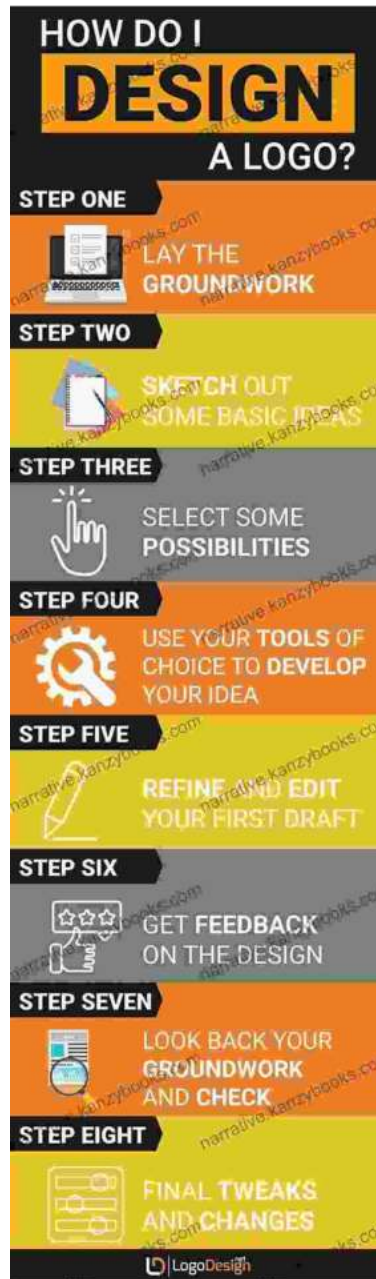 HOW DO I
DESIGN
A LOGO?
STEP ONE
LAY THE
GROUNDWORK
STEP TWO
SKETCH OUT
SOME BASIC IDEAS
STEP THREE
SELECT SOME
POSSIBILITIES
STEP FOUR
USE YOUR TOOLS OF
CHOICE TO DEVELOP
YOUR IDEA
STEP FIVE
REFINE AND EDIT
YOUR FIRST DRAFT
STEP SIX
GET FEEDBACK
ON THE DESIGN
STEP SEVEN
LOOK BACK YOUR
GROUNDWORK
AND CHECK
STEP EIGHT
FINAL TWEAKS
AND CHANGES
LogoDesign
narrative.kanzybooks.com